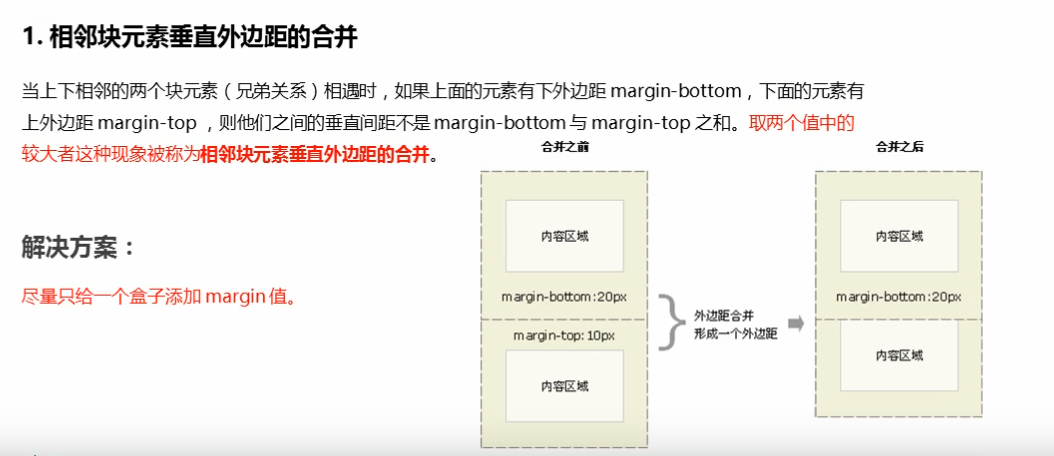 1. 相邻块元素垂直外边距的合并
当上下相邻的两个块元素（兄弟关系）相遇时，如果上面的元素有下外边距 margin-bottom，下面的元素有
上外边距 margin-top ，则他们之间的垂直间距不是 margin-bottom 与 margin-top 之和。取两个值中的
较大者这种现象被称为相邻块元素垂直外边距的合并。
解决方案：
尽量只给一个盒子添加 margin 值。
合并之前
内容区域
margin-bottom:20px
margin-top:10px
内容区域
外边距合并
形成一个外边距
合并之后
内容区域
margin-bottom:20px
内容区域